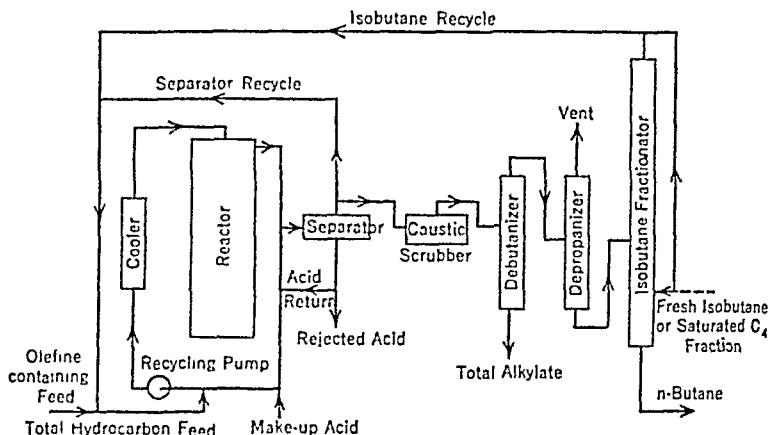 Isobutane Recycle
Separator Recycle
Vent
Cooler
Reactor
Separator
Caustic
Scrubber
Debutanizer
Depropanizer
Isobutane Fractionator
Acid
Return
Rejected Acid
Fresh Isobutane
or Saturated C₄
Fraction
Olefine
containing
Feed
Recycling Pump
Total Alkylate
n-Butane
Total Hydrocarbon Feed
Make-up Acid